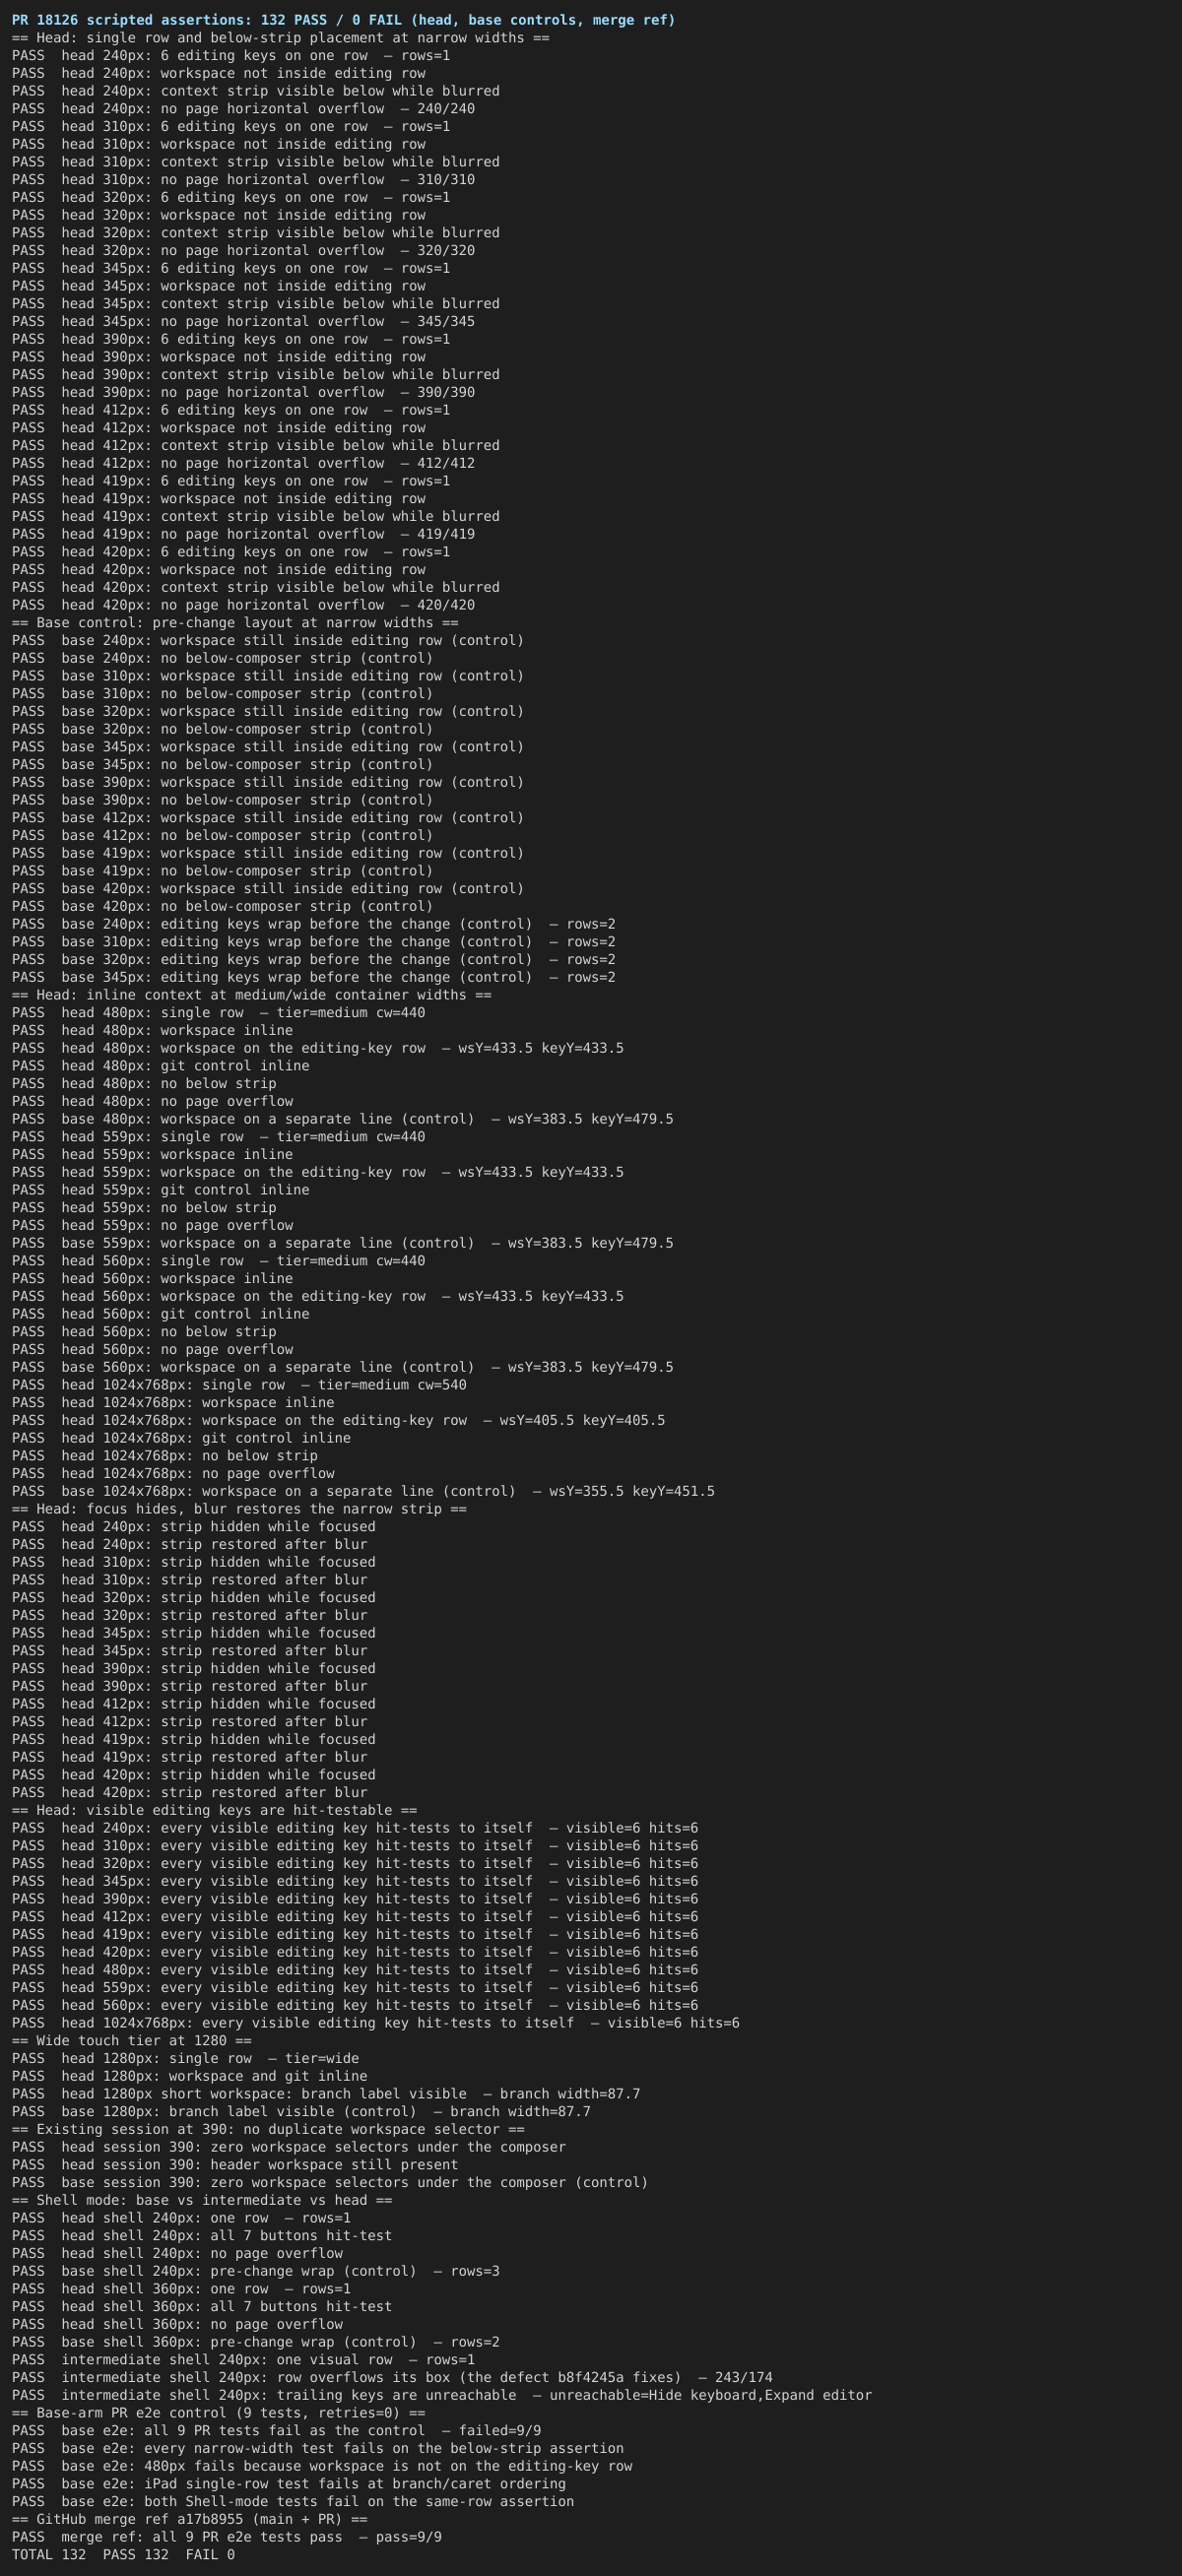 PR 18126 scripted assertions: 132 PASS / 0 FAIL (head, base controls, merge ref)
== Head: single row and below-strip placement at narrow widths ==
PASS  head 240px: 6 editing keys on one row  — rows=1
PASS  head 240px: workspace not inside editing row
PASS  head 240px: context strip visible below while blurred
PASS  head 240px: no page horizontal overflow  — 240/240
PASS  head 310px: 6 editing keys on one row  — rows=1
PASS  head 310px: workspace not inside editing row
PASS  head 310px: context strip visible below while blurred
PASS  head 310px: no page horizontal overflow  — 310/310
PASS  head 320px: 6 editing keys on one row  — rows=1
PASS  head 320px: workspace not inside editing row
PASS  head 320px: context strip visible below while blurred
PASS  head 320px: no page horizontal overflow  — 320/320
PASS  head 345px: 6 editing keys on one row  — rows=1
PASS  head 345px: workspace not inside editing row
PASS  head 345px: context strip visible below while blurred
PASS  head 345px: no page horizontal overflow  — 345/345
PASS  head 390px: 6 editing keys on one row  — rows=1
PASS  head 390px: workspace not inside editing row
PASS  head 390px: context strip visible below while blurred
PASS  head 390px: no page horizontal overflow  — 390/390
PASS  head 412px: 6 editing keys on one row  — rows=1
PASS  head 412px: workspace not inside editing row
PASS  head 412px: context strip visible below while blurred
PASS  head 412px: no page horizontal overflow  — 412/412
PASS  head 419px: 6 editing keys on one row  — rows=1
PASS  head 419px: workspace not inside editing row
PASS  head 419px: context strip visible below while blurred
PASS  head 419px: no page horizontal overflow  — 419/419
PASS  head 420px: 6 editing keys on one row  — rows=1
PASS  head 420px: workspace not inside editing row
PASS  head 420px: context strip visible below while blurred
PASS  head 420px: no page horizontal overflow  — 420/420
== Base control: pre-change layout at narrow widths ==
PASS  base 240px: workspace still inside editing row (control)
PASS  base 240px: no below-composer strip (control)
PASS  base 310px: workspace still inside editing row (control)
PASS  base 310px: no below-composer strip (control)
PASS  base 320px: workspace still inside editing row (control)
PASS  base 320px: no below-composer strip (control)
PASS  base 345px: workspace still inside editing row (control)
PASS  base 345px: no below-composer strip (control)
PASS  base 390px: workspace still inside editing row (control)
PASS  base 390px: no below-composer strip (control)
PASS  base 412px: workspace still inside editing row (control)
PASS  base 412px: no below-composer strip (control)
PASS  base 419px: workspace still inside editing row (control)
PASS  base 419px: no below-composer strip (control)
PASS  base 420px: workspace still inside editing row (control)
PASS  base 420px: no below-composer strip (control)
PASS  base 240px: editing keys wrap before the change (control)  — rows=2
PASS  base 310px: editing keys wrap before the change (control)  — rows=2
PASS  base 320px: editing keys wrap before the change (control)  — rows=2
PASS  base 345px: editing keys wrap before the change (control)  — rows=2
== Head: inline context at medium/wide container widths ==
PASS  head 480px: single row  — tier=medium cw=440
PASS  head 480px: workspace inline
PASS  head 480px: workspace on the editing-key row  — wsY=433.5 keyY=433.5
PASS  head 480px: git control inline
PASS  head 480px: no below strip
PASS  head 480px: no page overflow
PASS  base 480px: workspace on a separate line (control)  — wsY=383.5 keyY=479.5
PASS  head 559px: single row  — tier=medium cw=440
PASS  head 559px: workspace inline
PASS  head 559px: workspace on the editing-key row  — wsY=433.5 keyY=433.5
PASS  head 559px: git control inline
PASS  head 559px: no below strip
PASS  head 559px: no page overflow
PASS  base 559px: workspace on a separate line (control)  — wsY=383.5 keyY=479.5
PASS  head 560px: single row  — tier=medium cw=440
PASS  head 560px: workspace inline
PASS  head 560px: workspace on the editing-key row  — wsY=433.5 keyY=433.5
PASS  head 560px: git control inline
PASS  head 560px: no below strip
PASS  head 560px: no page overflow
PASS  base 560px: workspace on a separate line (control)  — wsY=383.5 keyY=479.5
PASS  head 1024x768px: single row  — tier=medium cw=540
PASS  head 1024x768px: workspace inline
PASS  head 1024x768px: workspace on the editing-key row  — wsY=405.5 keyY=405.5
PASS  head 1024x768px: git control inline
PASS  head 1024x768px: no below strip
PASS  head 1024x768px: no page overflow
PASS  base 1024x768px: workspace on a separate line (control)  — wsY=355.5 keyY=451.5
== Head: focus hides, blur restores the narrow strip ==
PASS  head 240px: strip hidden while focused
PASS  head 240px: strip restored after blur
PASS  head 310px: strip hidden while focused
PASS  head 310px: strip restored after blur
PASS  head 320px: strip hidden while focused
PASS  head 320px: strip restored after blur
PASS  head 345px: strip hidden while focused
PASS  head 345px: strip restored after blur
PASS  head 390px: strip hidden while focused
PASS  head 390px: strip restored after blur
PASS  head 412px: strip hidden while focused
PASS  head 412px: strip restored after blur
PASS  head 419px: strip hidden while focused
PASS  head 419px: strip restored after blur
PASS  head 420px: strip hidden while focused
PASS  head 420px: strip restored after blur
== Head: visible editing keys are hit-testable ==
PASS  head 240px: every visible editing key hit-tests to itself  — visible=6 hits=6
PASS  head 310px: every visible editing key hit-tests to itself  — visible=6 hits=6
PASS  head 320px: every visible editing key hit-tests to itself  — visible=6 hits=6
PASS  head 345px: every visible editing key hit-tests to itself  — visible=6 hits=6
PASS  head 390px: every visible editing key hit-tests to itself  — visible=6 hits=6
PASS  head 412px: every visible editing key hit-tests to itself  — visible=6 hits=6
PASS  head 419px: every visible editing key hit-tests to itself  — visible=6 hits=6
PASS  head 420px: every visible editing key hit-tests to itself  — visible=6 hits=6
PASS  head 480px: every visible editing key hit-tests to itself  — visible=6 hits=6
PASS  head 559px: every visible editing key hit-tests to itself  — visible=6 hits=6
PASS  head 560px: every visible editing key hit-tests to itself  — visible=6 hits=6
PASS  head 1024x768px: every visible editing key hit-tests to itself  — visible=6 hits=6
== Wide touch tier at 1280 ==
PASS  head 1280px: single row  — tier=wide
PASS  head 1280px: workspace and git inline
PASS  head 1280px short workspace: branch label visible  — branch width=87.7
PASS  base 1280px: branch label visible (control)  — branch width=87.7
== Existing session at 390: no duplicate workspace selector ==
PASS  head session 390: zero workspace selectors under the composer
PASS  head session 390: header workspace still present
PASS  base session 390: zero workspace selectors under the composer (control)
== Shell mode: base vs intermediate vs head ==
PASS  head shell 240px: one row  — rows=1
PASS  head shell 240px: all 7 buttons hit-test
PASS  head shell 240px: no page overflow
PASS  base shell 240px: pre-change wrap (control)  — rows=3
PASS  head shell 360px: one row  — rows=1
PASS  head shell 360px: all 7 buttons hit-test
PASS  head shell 360px: no page overflow
PASS  base shell 360px: pre-change wrap (control)  — rows=2
PASS  intermediate shell 240px: one visual row  — rows=1
PASS  intermediate shell 240px: row overflows its box (the defect b8f4245a fixes)  — 243/174
PASS  intermediate shell 240px: trailing keys are unreachable  — unreachable=Hide keyboard,Expand editor
== Base-arm PR e2e control (9 tests, retries=0) ==
PASS  base e2e: all 9 PR tests fail as the control  — failed=9/9
PASS  base e2e: every narrow-width test fails on the below-strip assertion
PASS  base e2e: 480px fails because workspace is not on the editing-key row
PASS  base e2e: iPad single-row test fails at branch/caret ordering
PASS  base e2e: both Shell-mode tests fail on the same-row assertion
== GitHub merge ref a17b8955 (main + PR) ==
PASS  merge ref: all 9 PR e2e tests pass  — pass=9/9
TOTAL 132  PASS 132  FAIL 0